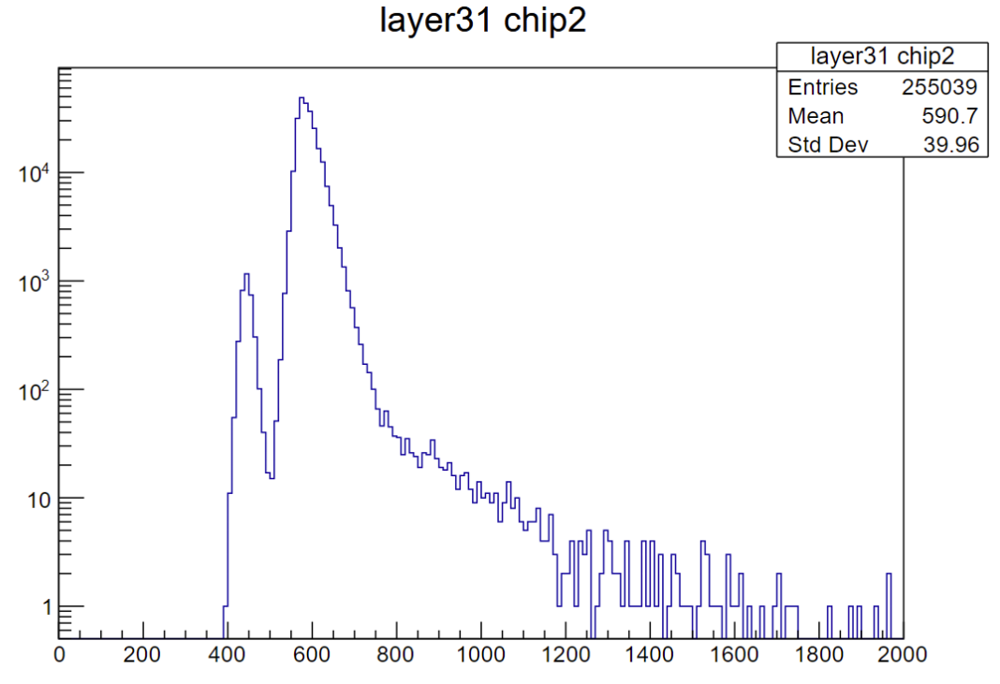 layer31 chip2
layer31 chip2
Entries 255039
Mean 590.7
Std Dev 39.96
10⁴
10³
10²
10
1
0 200 400 600 800 1000 1200 1400 1600 1800 2000